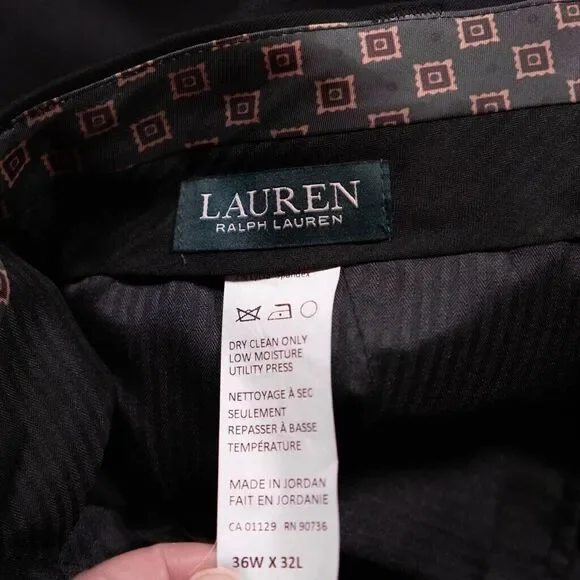 LAUREN
RALPH LAUREN
DRY CLEAN ONLY
LOW MOISTURE
UTILITY PRESS
NETTOYAGE À SEC
SEULEMENT
REPASSER À BASSE
TEMPÉRATURE
MADE IN JORDAN
FAIT EN JORDANIE
CA 01129 RN 90736
36W X 32L